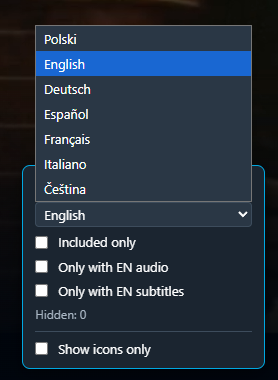 Polski
English
Deutsch
Español
Français
Italiano
Čeština
English
Included only
Only with EN audio
Only with EN subtitles
Hidden: 0
Show icons only